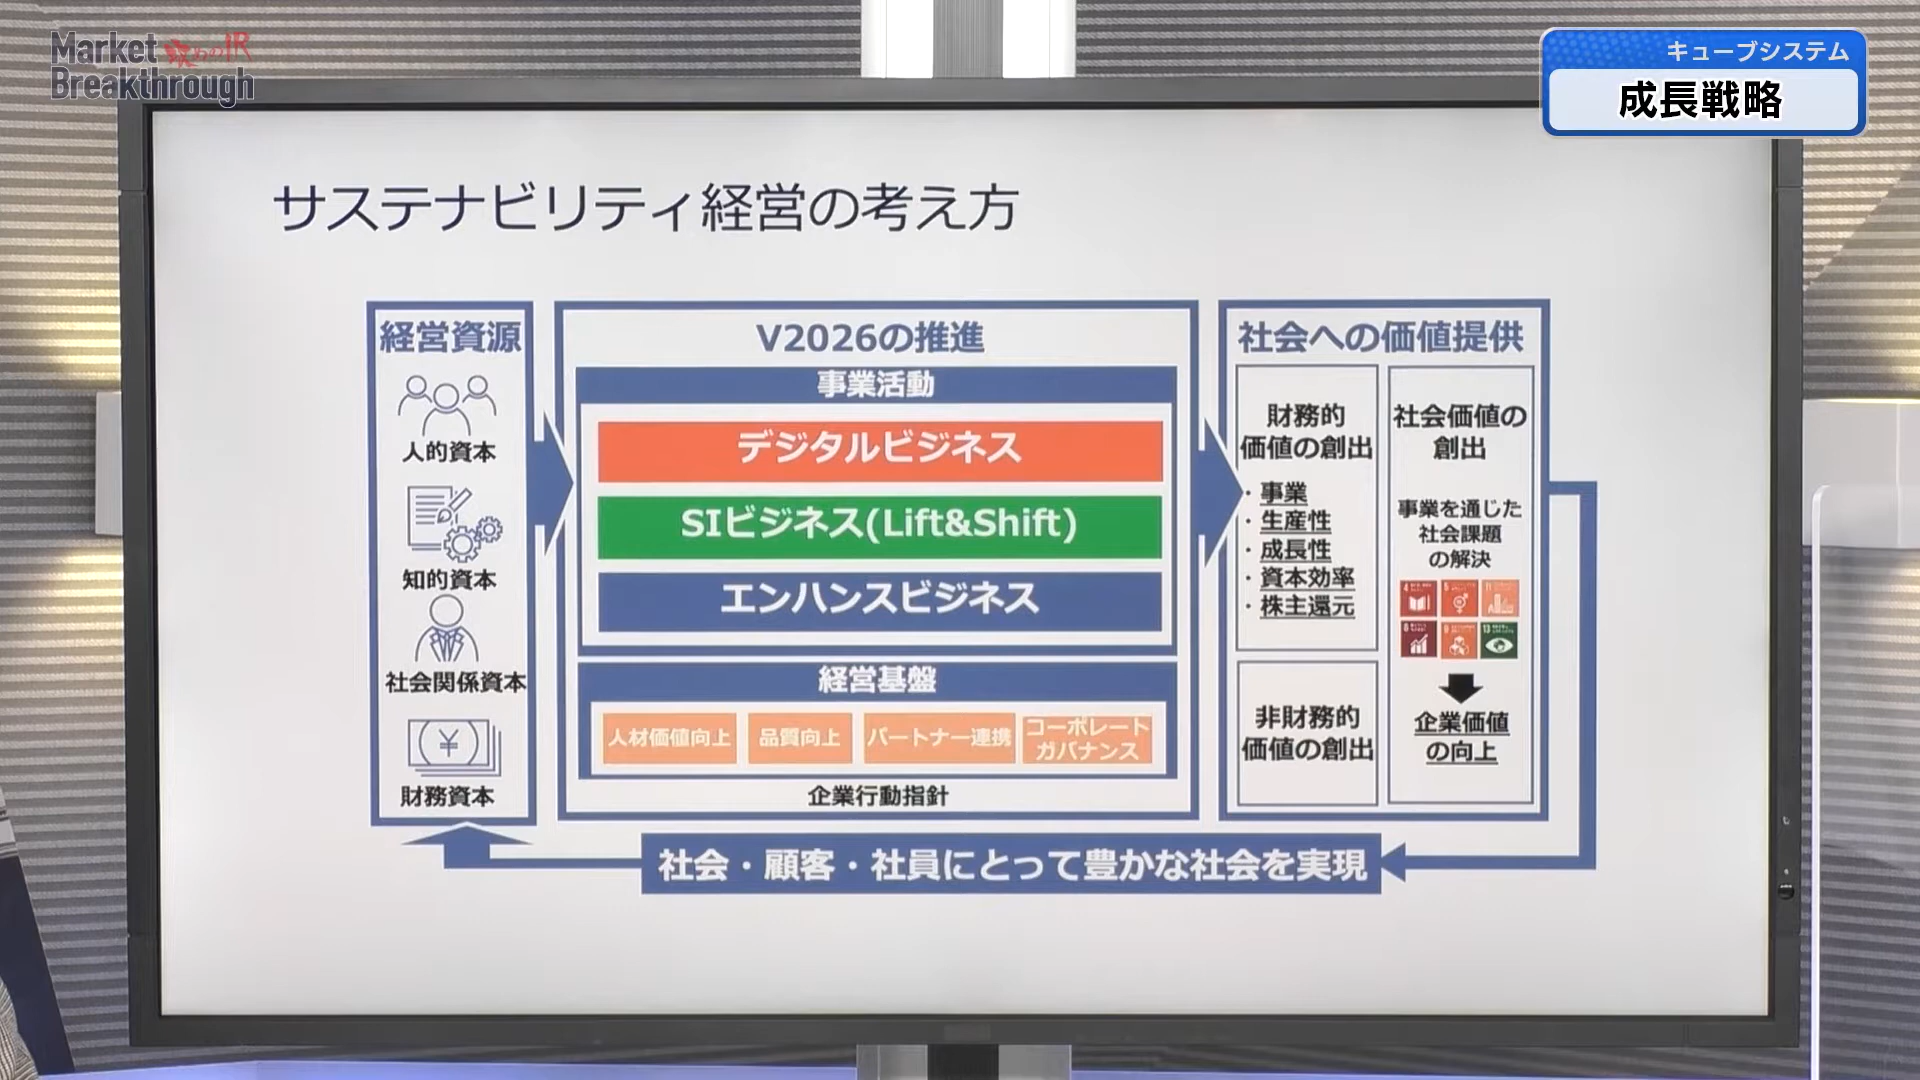 Market 攻めのIR
Breakthrough
キューブシステム
成長戦略
サステナビリティ経営の考え方
経営資源
人的資本
知的資本
社会関係資本
財務資本
V2026の推進
事業活動
デジタルビジネス
SIビジネス(Lift&Shift)
エンハンスビジネス
経営基盤
人材価値向上
品質向上
パートナー連携
コーポレート
ガバナンス
企業行動指針
社会への価値提供
財務的
価値の創出
・事業
・生産性
・成長性
・資本効率
・株主還元
非財務的
価値の創出
社会価値の
創出
事業を通じた
社会課題
の解決
4
5
11
8
9
13
企業価値
の向上
社会・顧客・社員にとって豊かな社会を実現